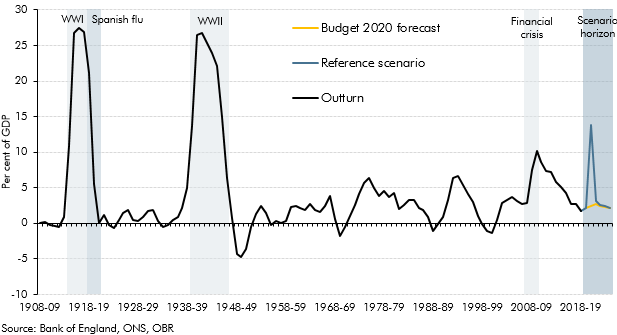 30
25
20
15
10
5
0
-5
-10
Per cent of GDP
WWI
Spanish flu
WWII
Financial
crisis
Scenario
horizon
Budget 2020 forecast
Reference scenario
Outturn
1908-09 1918-19 1928-29 1938-39 1948-49 1958-59 1968-69 1978-79 1988-89 1998-99 2008-09 2018-19
Source: Bank of England, ONS, OBR